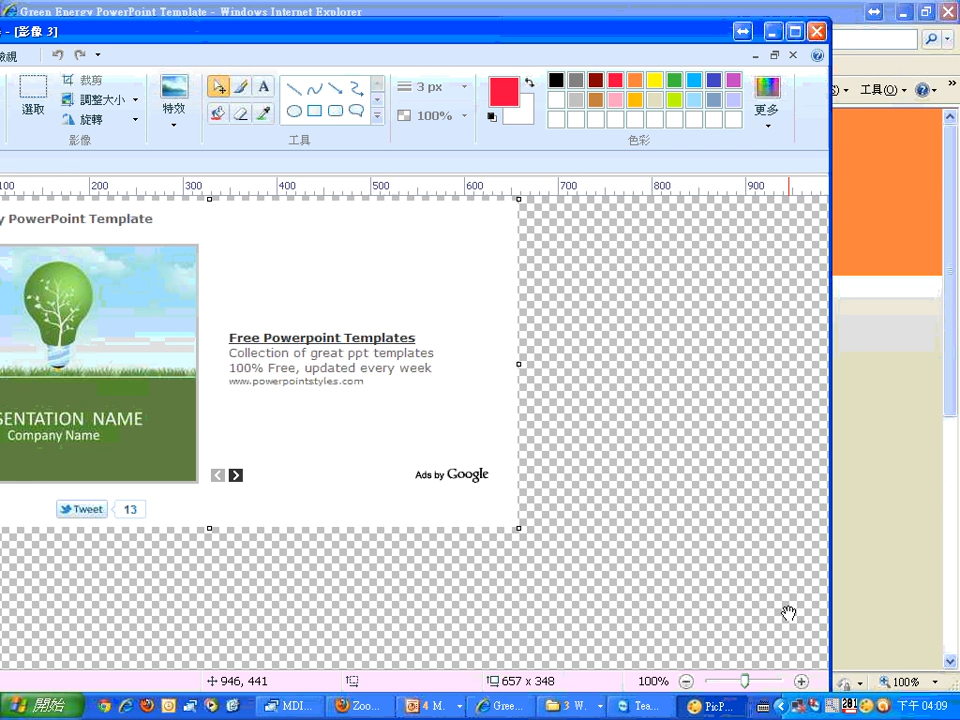 Green Energy PowerPoint Template - Windows Internet Explorer
- [影像 3]
檢視
選取
裁剪
調整大小
旋轉
影像
特效
A
工具
3 px
100%
更多
色彩
工具(O)
100 200 300 400 500 600 700 800 900
y PowerPoint Template
SENTATION NAME
Company Name
Free Powerpoint Templates
Collection of great ppt templates
100% Free, updated every week
www.powerpointstyles.com
Ads by Google
Tweet 13
946, 441
657 x 348
100%
100%
開始
MDI...
Zoo...
4 M.
Gree...
3 W.
Tea...
PicP...
281
下午 04:09